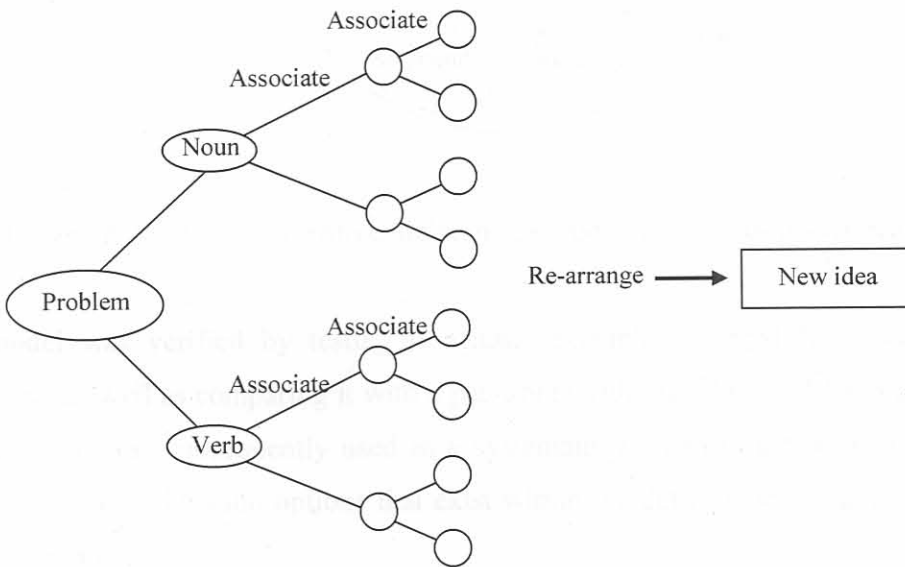 Associate
Associate
Noun
Problem
Re-arrange
New idea
Associate
Associate
Verb